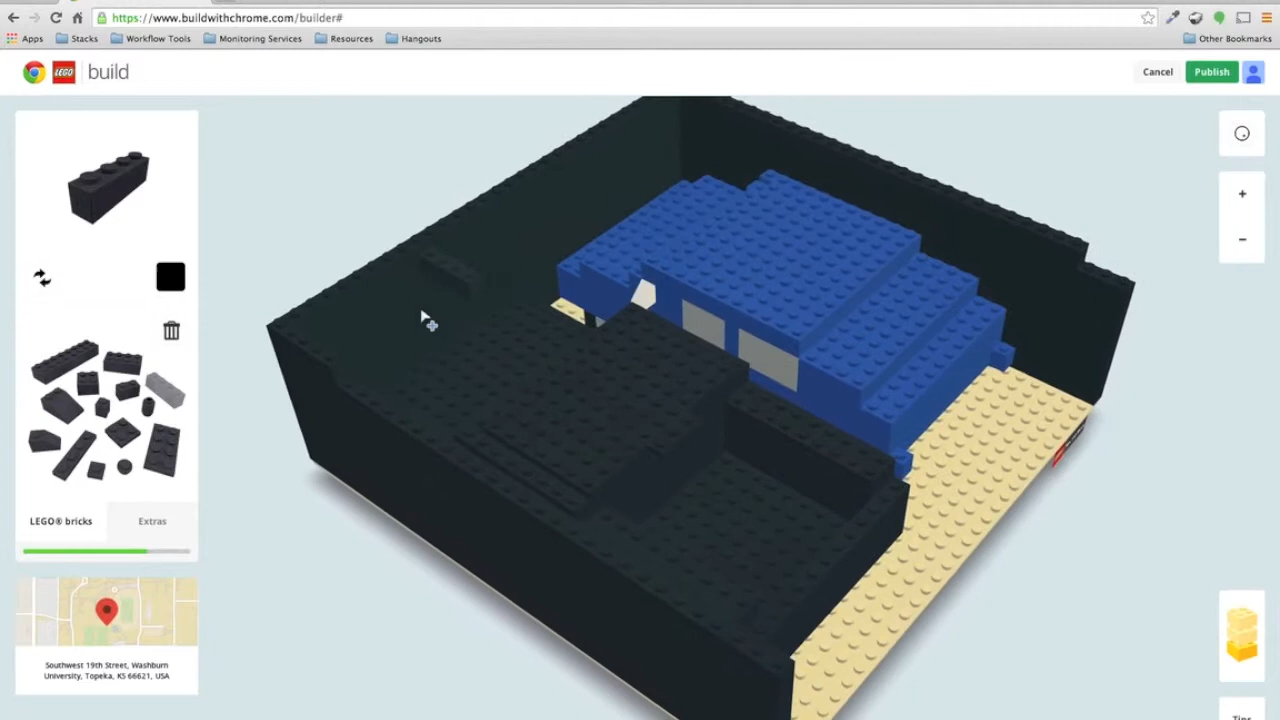 https://www.buildwithchrome.com/builder#
Apps
Stacks
Workflow Tools
Monitoring Services
Resources
Hangouts
Other Bookmarks
LEGO
build
Cancel
Publish
+
−
LEGO® bricks
Extras
Southwest 19th Street, Washburn
University, Topeka, KS 66621, USA
Tips